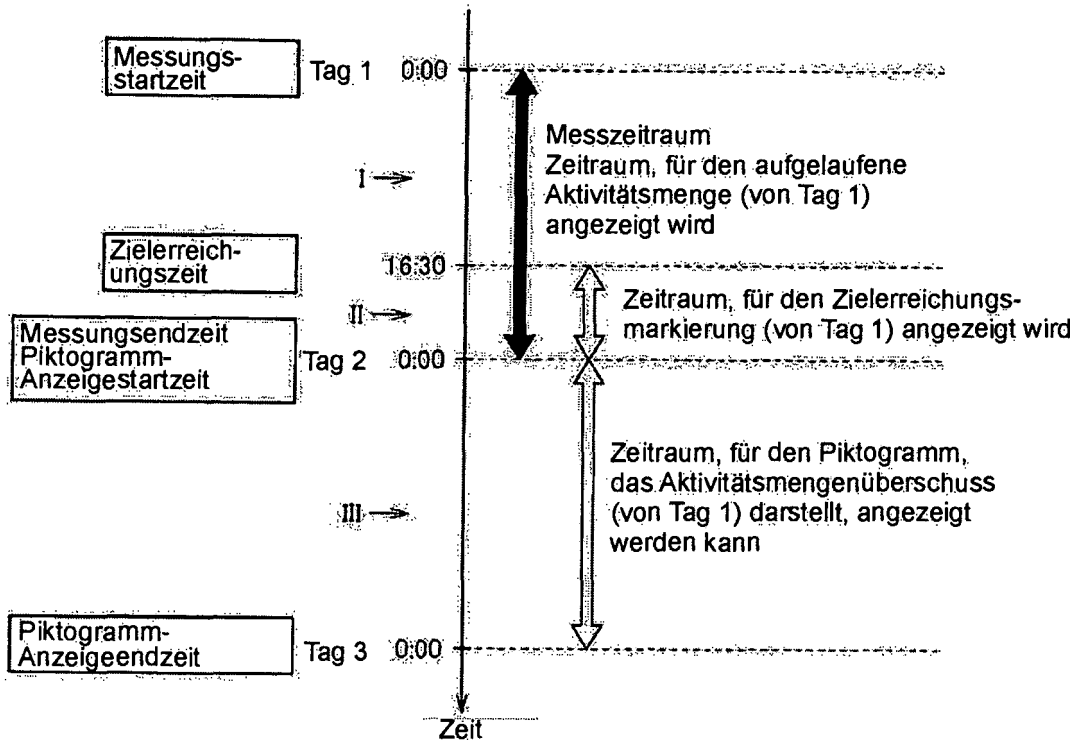 Messungs-
startzeit
Tag 1 0:00
Messzeitraum
Zeitraum, für den aufgelaufene
Aktivitätsmenge (von Tag 1)
angezeigt wird
I
Zielerreich-
ungszeit
16:30
Zeitraum, für den Zielerreichungs-
markierung (von Tag 1) angezeigt wird
II
Messungsendzeit
Piktogramm-
Anzeigestartzeit
Tag 2 0:00
Zeitraum, für den Piktogramm,
das Aktivitätsmengenüberschuss
(von Tag 1) darstellt, angezeigt
werden kann
III
Piktogramm-
Anzeigeendzeit
Tag 3 0:00
Zeit